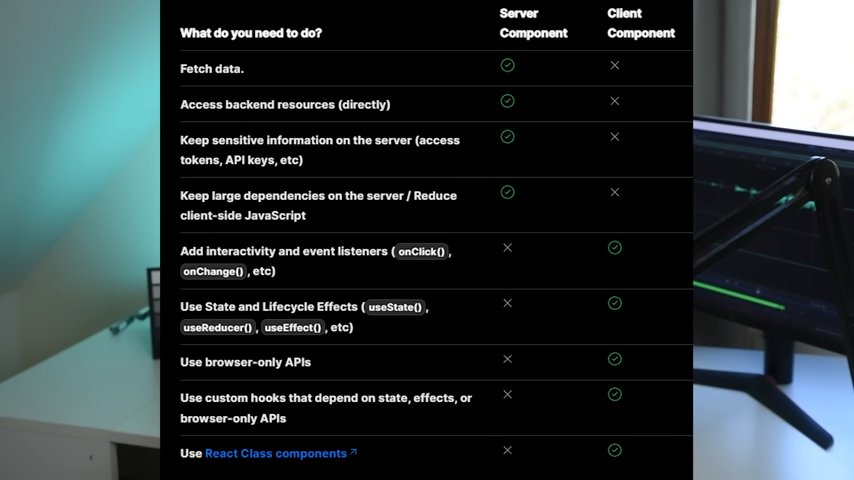 What do you need to do? Server Component Client Component
Fetch data.
Access backend resources (directly)
Keep sensitive information on the server (access
tokens, API keys, etc)
Keep large dependencies on the server / Reduce
client-side JavaScript
Add interactivity and event listeners ( onClick() ,
onChange() , etc)
Use State and Lifecycle Effects ( useState() ,
useReducer() , useEffect() , etc)
Use browser-only APIs
Use custom hooks that depend on state, effects, or
browser-only APIs
Use React Class components ↗